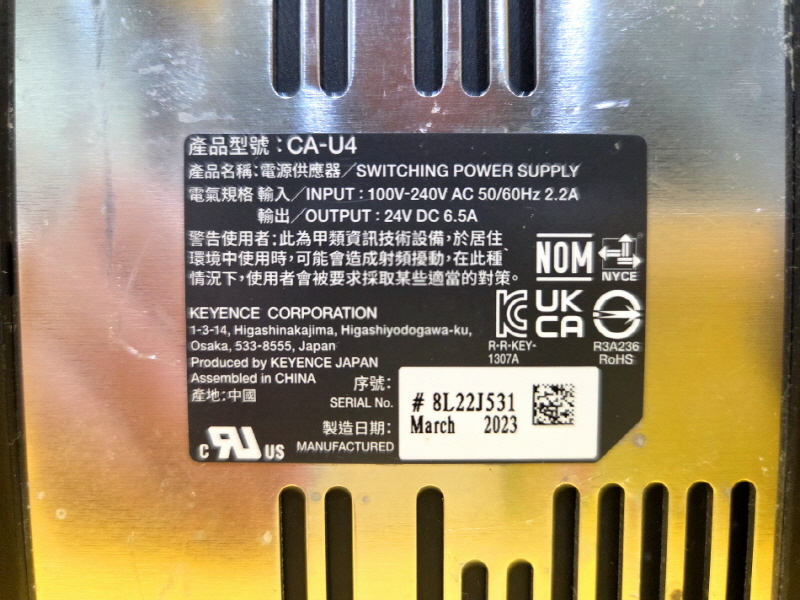 產品型號：CA-U4
產品名稱：電源供應器／SWITCHING POWER SUPPLY
電氣規格 輸入／INPUT：100V-240V AC 50/60Hz 2.2A
輸出／OUTPUT：24V DC 6.5A
警告使用者：此為甲類資訊技術設備，於居住
環境中使用時，可能會造成射頻擾動，在此種
情況下，使用者會被要求採取某些適當的對策。
NOM
NYCE
KEYENCE CORPORATION
1-3-14, Higashinakajima, Higashiyodogawa-ku,
Osaka, 533-8555, Japan
Produced by KEYENCE JAPAN
Assembled in CHINA
產地：中國
UK
CA
R-R-KEY-
1307A
R3A236
RoHS
序號：
SERIAL No.
# 8L22J531
製造日期：
MANUFACTURED
March 2023
C RU US